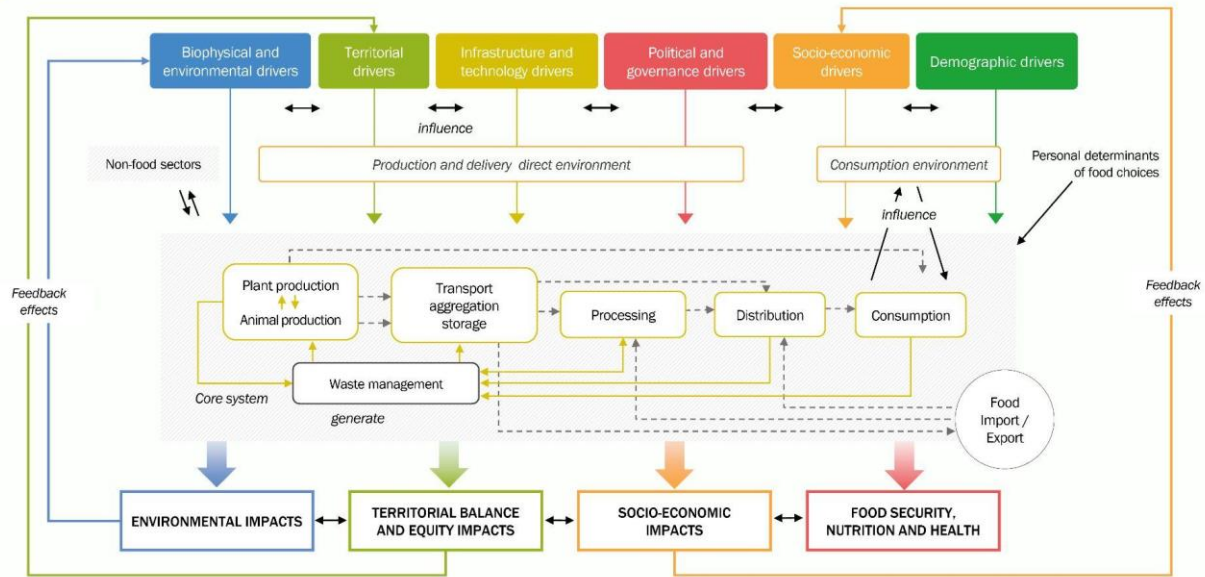 Biophysical and
environmental drivers
Territorial
drivers
Infrastructure and
technology drivers
Political and
governance drivers
Socio-economic
drivers
Demographic drivers
influence
Non-food sectors
Production and delivery direct environment
Consumption environment
Personal determinants
of food choices
influence
Feedback
effects
Plant production
Animal production
Transport
aggregation
storage
Processing
Distribution
Consumption
Feedback
effects
Waste management
Core system
generate
Food
Import /
Export
ENVIRONMENTAL IMPACTS
TERRITORIAL BALANCE
AND EQUITY IMPACTS
SOCIO-ECONOMIC
IMPACTS
FOOD SECURITY,
NUTRITION AND HEALTH